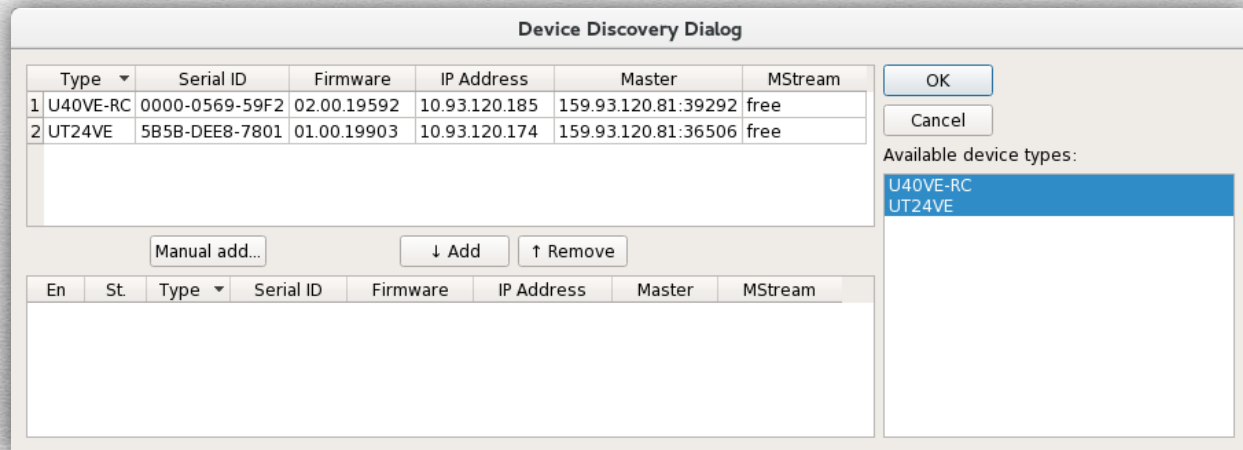 Device Discovery Dialog
Type Serial ID Firmware IP Address Master MStream
1 U40VE-RC 0000-0569-59F2 02.00.19592 10.93.120.185 159.93.120.81:39292 free
2 UT24VE 5B5B-DEE8-7801 01.00.19903 10.93.120.174 159.93.120.81:36506 free
OK
Cancel
Available device types:
U40VE-RC
UT24VE
Manual add... ↓ Add ↑ Remove
En St. Type Serial ID Firmware IP Address Master MStream